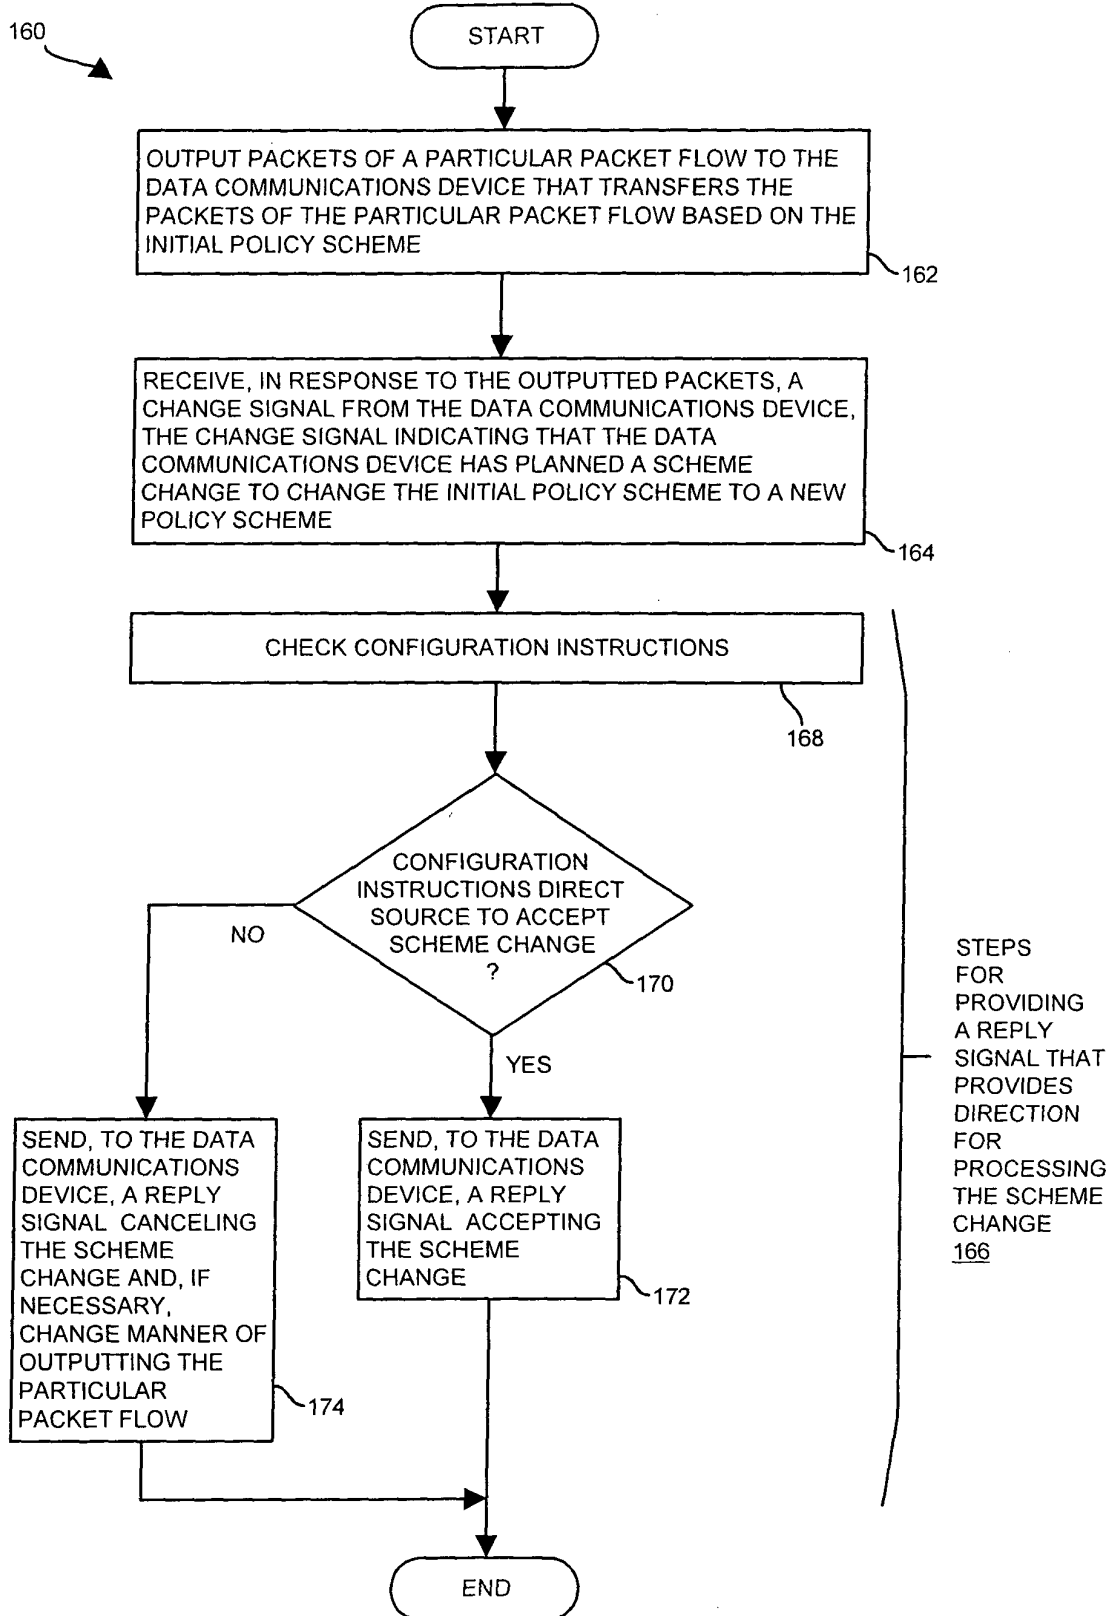 160
START
OUTPUT PACKETS OF A PARTICULAR PACKET FLOW TO THE
DATA COMMUNICATIONS DEVICE THAT TRANSFERS THE
PACKETS OF THE PARTICULAR PACKET FLOW BASED ON THE
INITIAL POLICY SCHEME
162
RECEIVE, IN RESPONSE TO THE OUTPUTTED PACKETS, A
CHANGE SIGNAL FROM THE DATA COMMUNICATIONS DEVICE,
THE CHANGE SIGNAL INDICATING THAT THE DATA
COMMUNICATIONS DEVICE HAS PLANNED A SCHEME
CHANGE TO CHANGE THE INITIAL POLICY SCHEME TO A NEW
POLICY SCHEME
164
CHECK CONFIGURATION INSTRUCTIONS
168
CONFIGURATION
INSTRUCTIONS DIRECT
SOURCE TO ACCEPT
SCHEME CHANGE
?
170
NO
YES
SEND, TO THE DATA
COMMUNICATIONS
DEVICE, A REPLY
SIGNAL CANCELING
THE SCHEME
CHANGE AND, IF
NECESSARY,
CHANGE MANNER OF
OUTPUTTING THE
PARTICULAR
PACKET FLOW
174
SEND, TO THE DATA
COMMUNICATIONS
DEVICE, A REPLY
SIGNAL ACCEPTING
THE SCHEME
CHANGE
172
STEPS
FOR
PROVIDING
A REPLY
SIGNAL THAT
PROVIDES
DIRECTION
FOR
PROCESSING
THE SCHEME
CHANGE
166
END